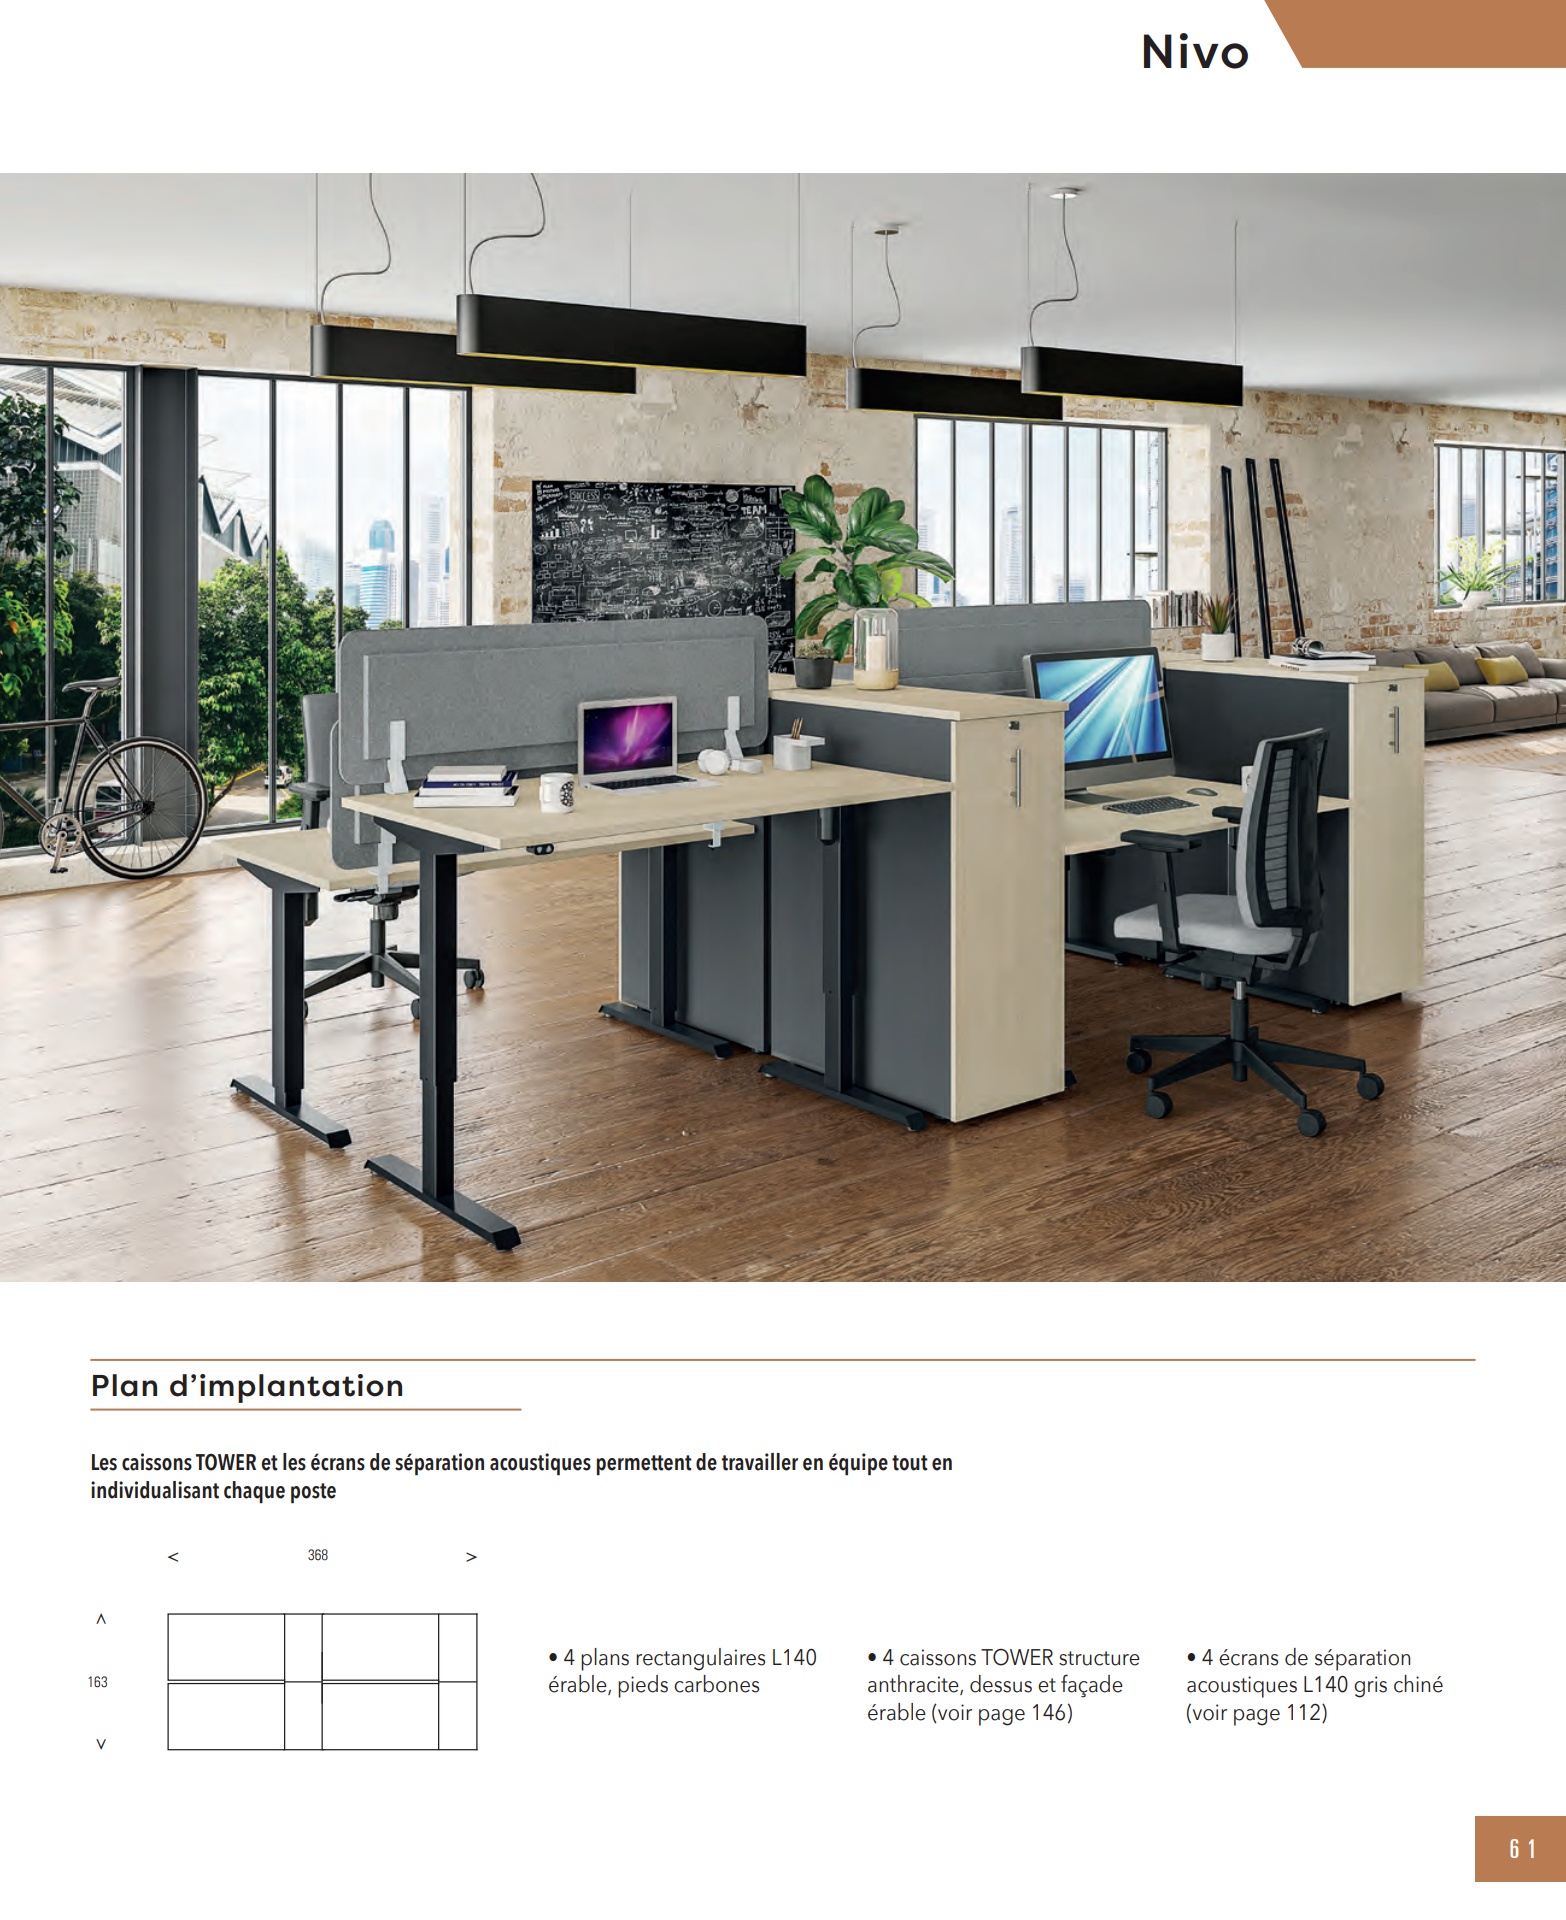 Nivo
SUCCESS
TEAM
Plan d’implantation
Les caissons TOWER et les écrans de séparation acoustiques permettent de travailler en équipe tout en
individualisant chaque poste
< 368 >
163
• 4 plans rectangulaires L140
érable, pieds carbones
• 4 caissons TOWER structure
anthracite, dessus et façade
érable (voir page 146)
• 4 écrans de séparation
acoustiques L140 gris chiné
(voir page 112)
61